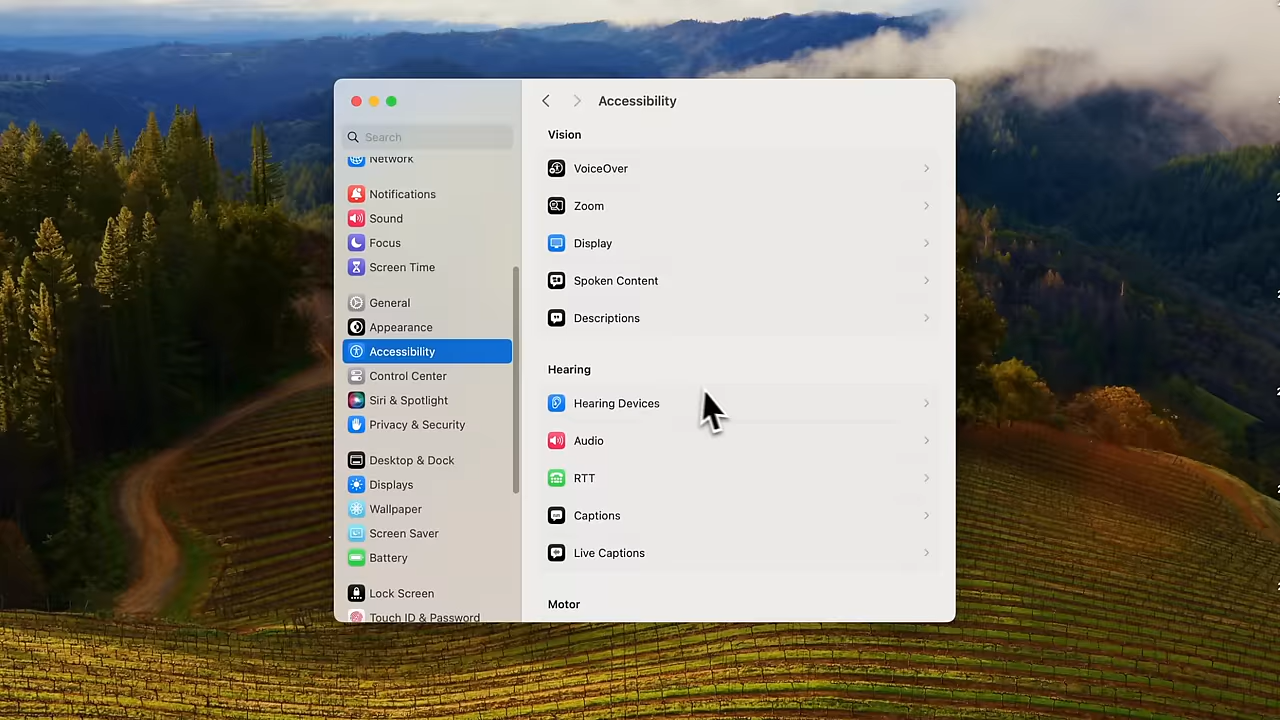 Search
Network
Notifications
Sound
Focus
Screen Time
General
Appearance
Accessibility
Control Center
Siri & Spotlight
Privacy & Security
Desktop & Dock
Displays
Wallpaper
Screen Saver
Battery
Lock Screen
Touch ID & Password
Accessibility
Vision
VoiceOver
Zoom
Display
Spoken Content
Descriptions
Hearing
Hearing Devices
Audio
RTT
Captions
Live Captions
Motor